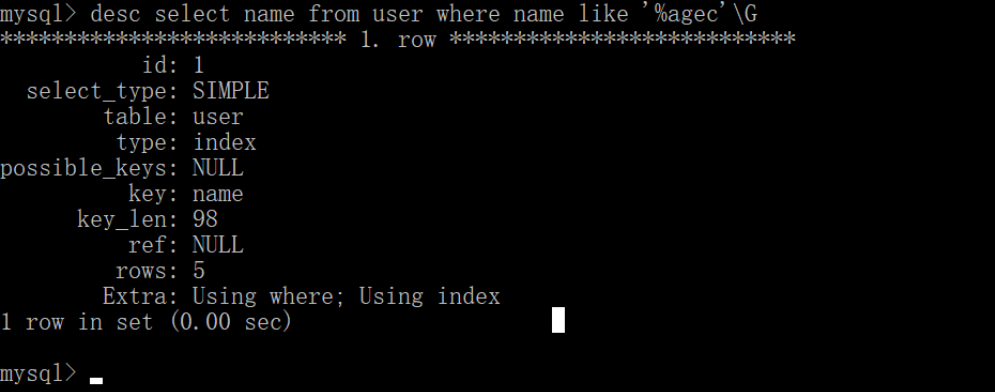 mysql> desc select name from user where name like '%agec'\G
*************************** 1. row ***************************
id: 1
select_type: SIMPLE
table: user
type: index
possible_keys: NULL
key: name
key_len: 98
ref: NULL
rows: 5
Extra: Using where; Using index
1 row in set (0.00 sec)
mysql>